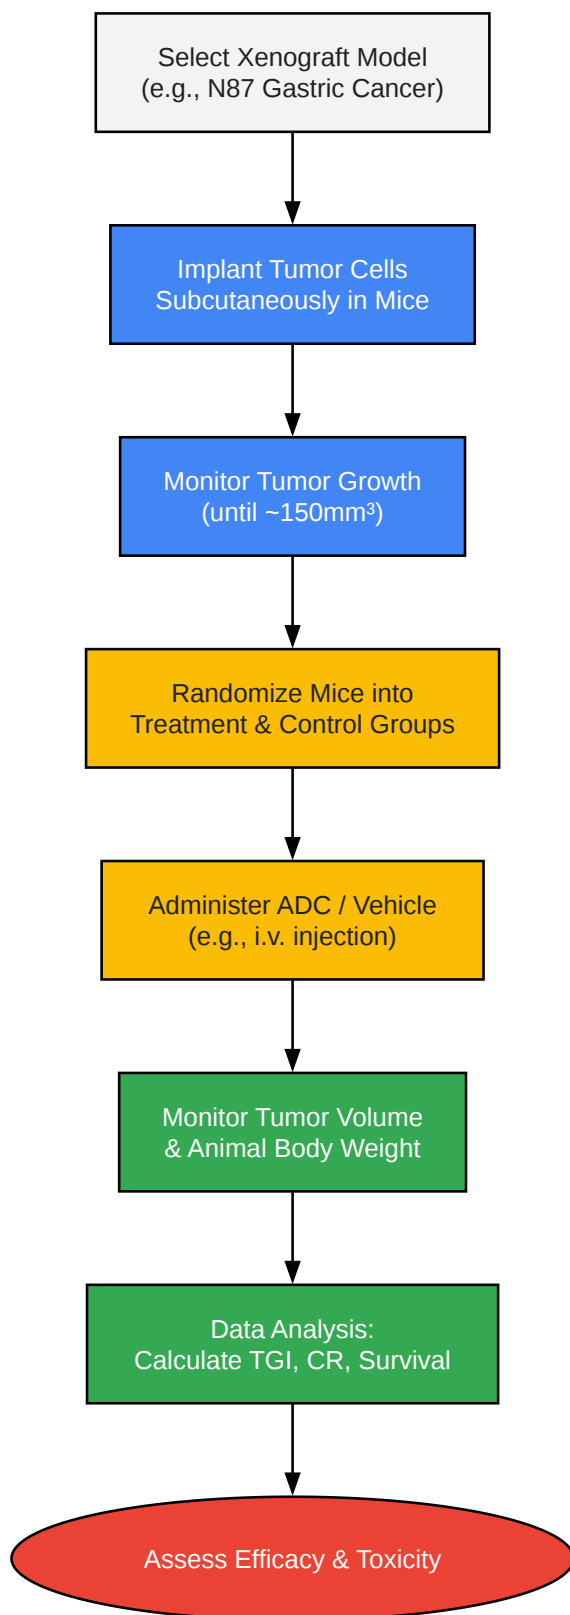 Select Xenograft Model
(e.g., N87 Gastric Cancer)
Implant Tumor Cells
Subcutaneously in Mice
Monitor Tumor Growth
(until ~150mm³)
Randomize Mice into
Treatment & Control Groups
Administer ADC / Vehicle
(e.g., i.v. injection)
Monitor Tumor Volume
& Animal Body Weight
Data Analysis:
Calculate TGI, CR, Survival
Assess Efficacy & Toxicity